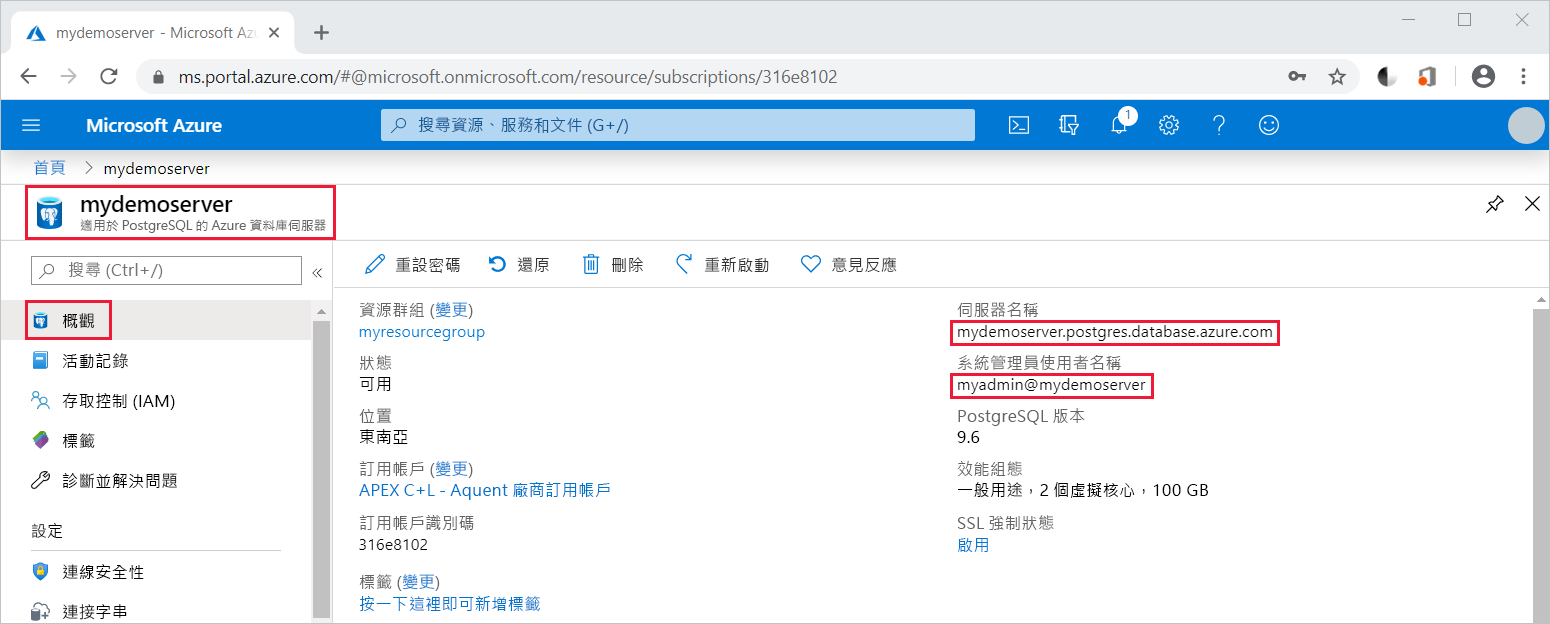 mydemoserver - Microsoft Az
ms.portal.azure.com/#@microsoft.onmicrosoft.com/resource/subscriptions/316e8102
Microsoft Azure
搜尋資源、服務和文件 (G+/)
1
首頁 > mydemoserver
mydemoserver
適用於 PostgreSQL 的 Azure 資料庫伺服器
搜尋 (Ctrl+/)
«
概觀
活動記錄
存取控制 (IAM)
標籤
診斷並解決問題
設定
連線安全性
連接字串
重設密碼 還原 刪除 重新啟動 意見反應
資源群組 (變更)
myresourcegroup
狀態
可用
位置
東南亞
訂用帳戶 (變更)
APEX C+L - Aquent 廠商訂用帳戶
訂用帳戶識別碼
316e8102
標籤 (變更)
按一下這裡即可新增標籤
伺服器名稱
mydemoserver.postgres.database.azure.com
系統管理員使用者名稱
myadmin@mydemoserver
PostgreSQL 版本
9.6
效能組態
一般用途，2 個虛擬核心，100 GB
SSL 強制狀態
啟用